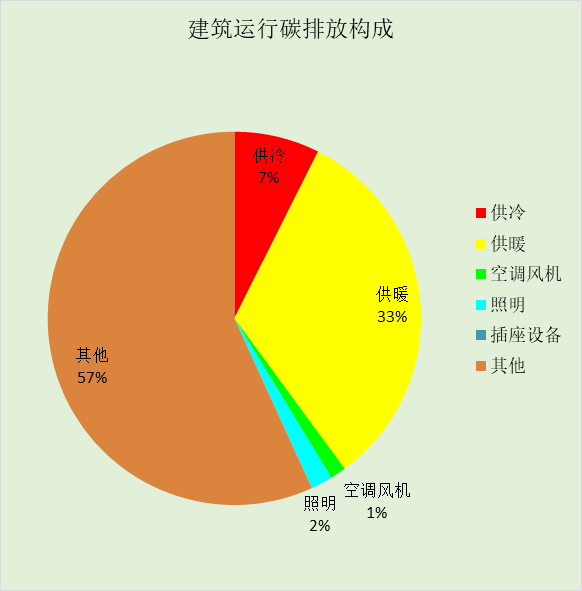 建筑运行碳排放构成
供冷
7%
供暖
33%
其他
57%
照明
2%
空调风机
1%
供冷
供暖
空调风机
照明
插座设备
其他